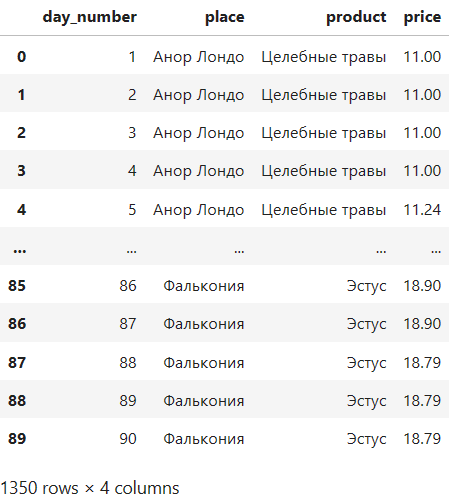 day_number place product price
0 1 Анор Лондо Целебные травы 11.00
1 2 Анор Лондо Целебные травы 11.00
2 3 Анор Лондо Целебные травы 11.00
3 4 Анор Лондо Целебные травы 11.00
4 5 Анор Лондо Целебные травы 11.24
... ... ... ... ...
85 86 Фалькония Эстус 18.90
86 87 Фалькония Эстус 18.90
87 88 Фалькония Эстус 18.79
88 89 Фалькония Эстус 18.79
89 90 Фалькония Эстус 18.79
1350 rows × 4 columns